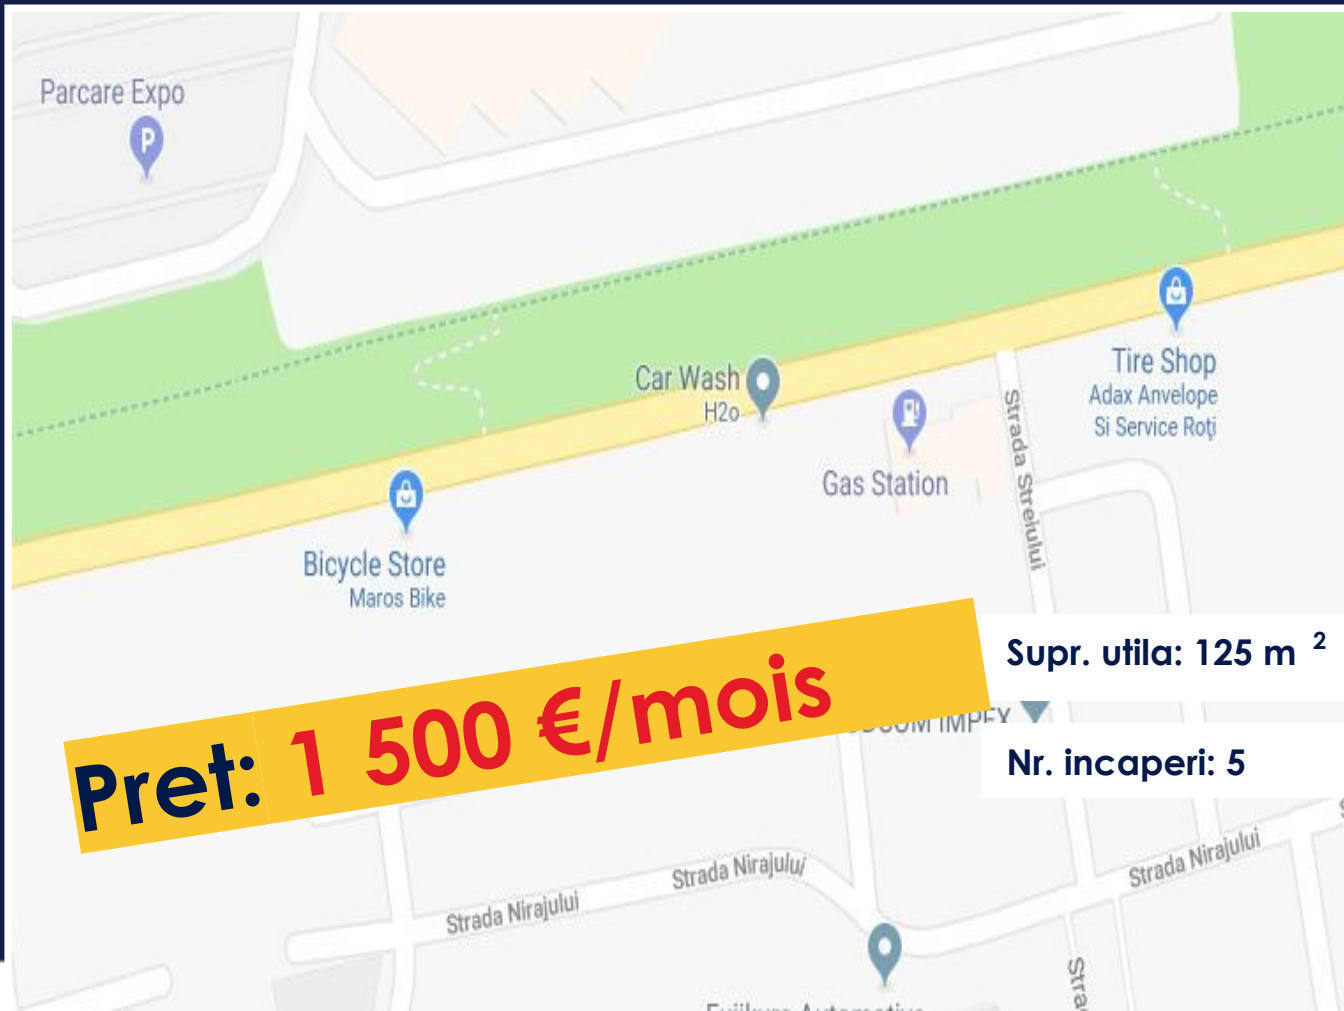 Parcare Expo
P
Tire Shop
Adax Anvelope
Si Service Roți
Car Wash
H2o
Strada Streiului
Gas Station
Bicycle Store
Maros Bike
Supr. utila: 125 m 2
Pret: 1 500 €/mois
IMPEX
Nr. incaperi: 5
Strada Nirajului
Strada Nirajului
Strada Nirajului